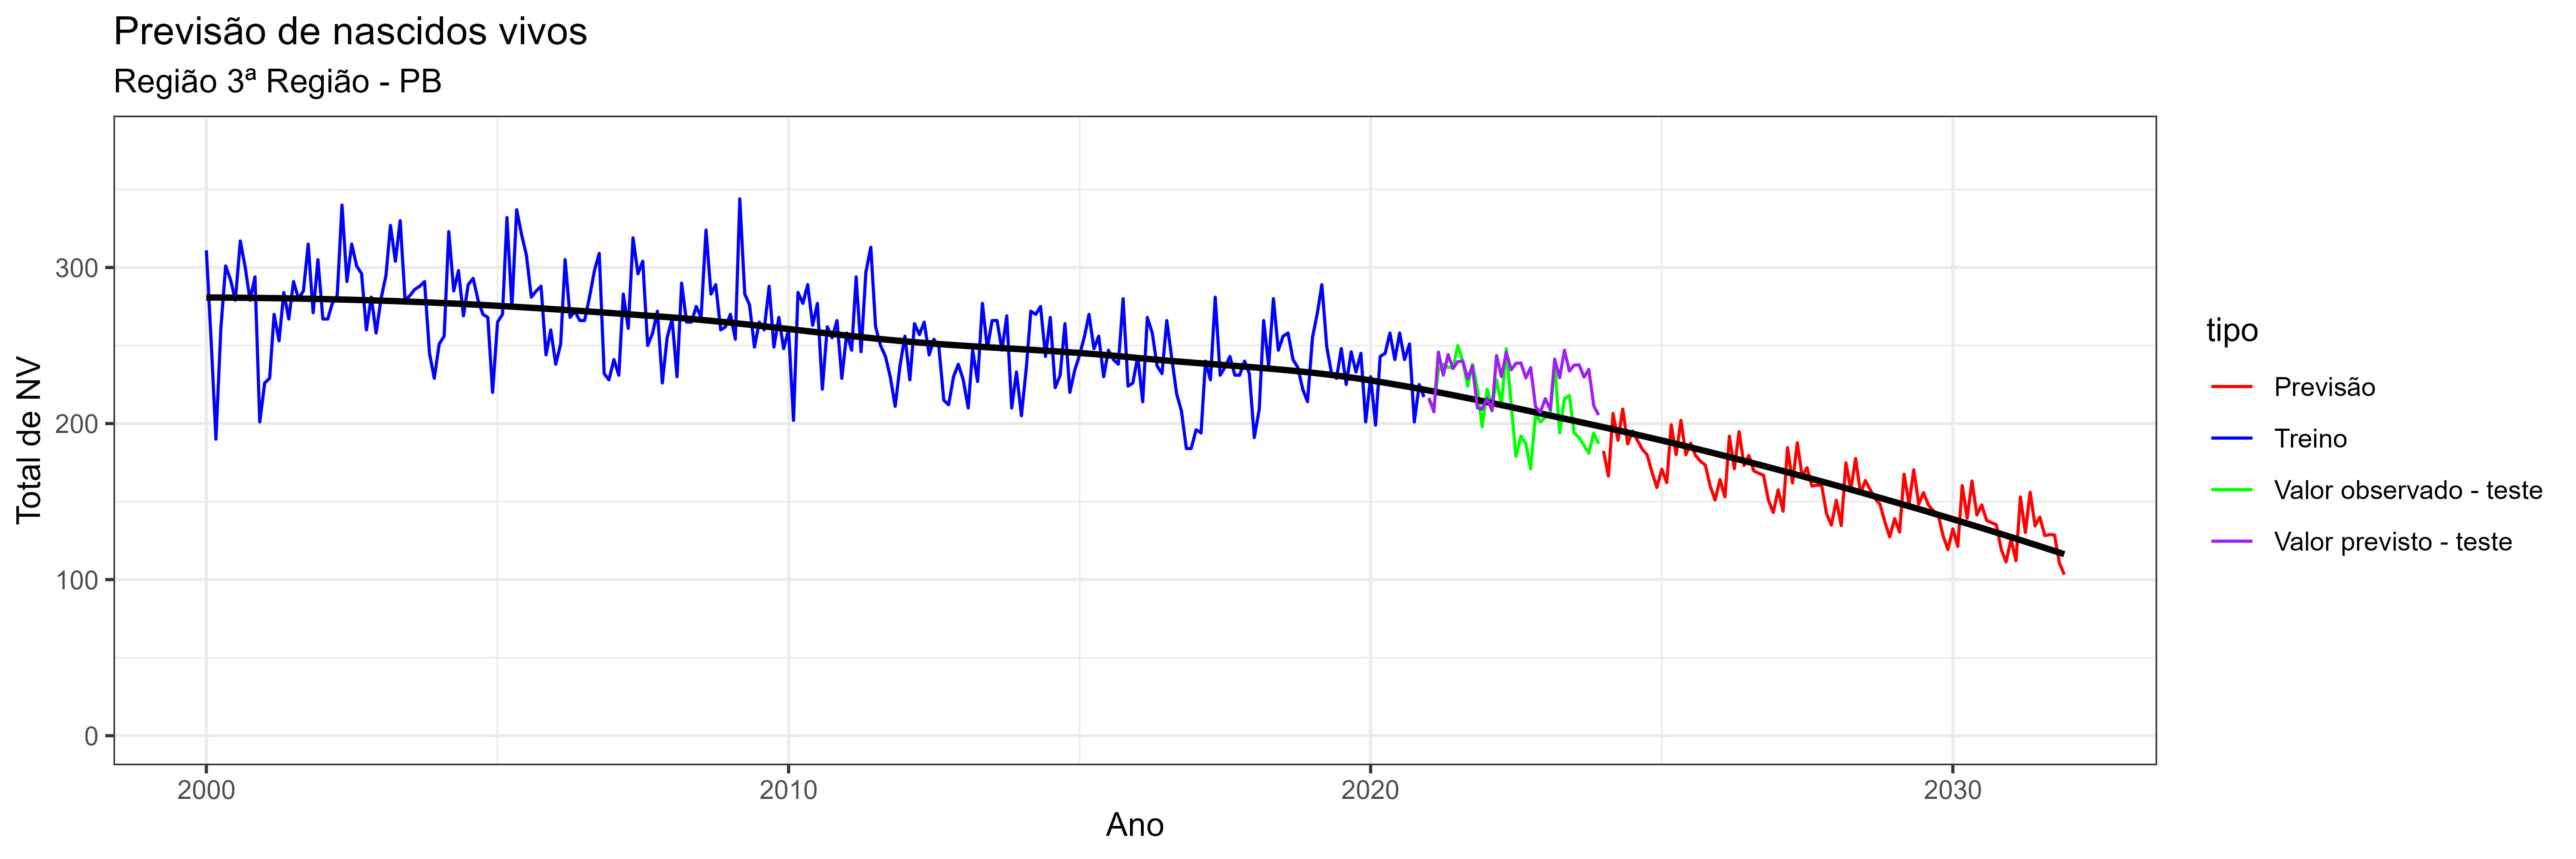 Previsão de nascidos vivos
Região 3ª Região - PB
Total de NV
300
200
100
0
2000
2010
2020
2030
Ano
tipo
Previsão
Treino
Valor observado - teste
Valor previsto - teste